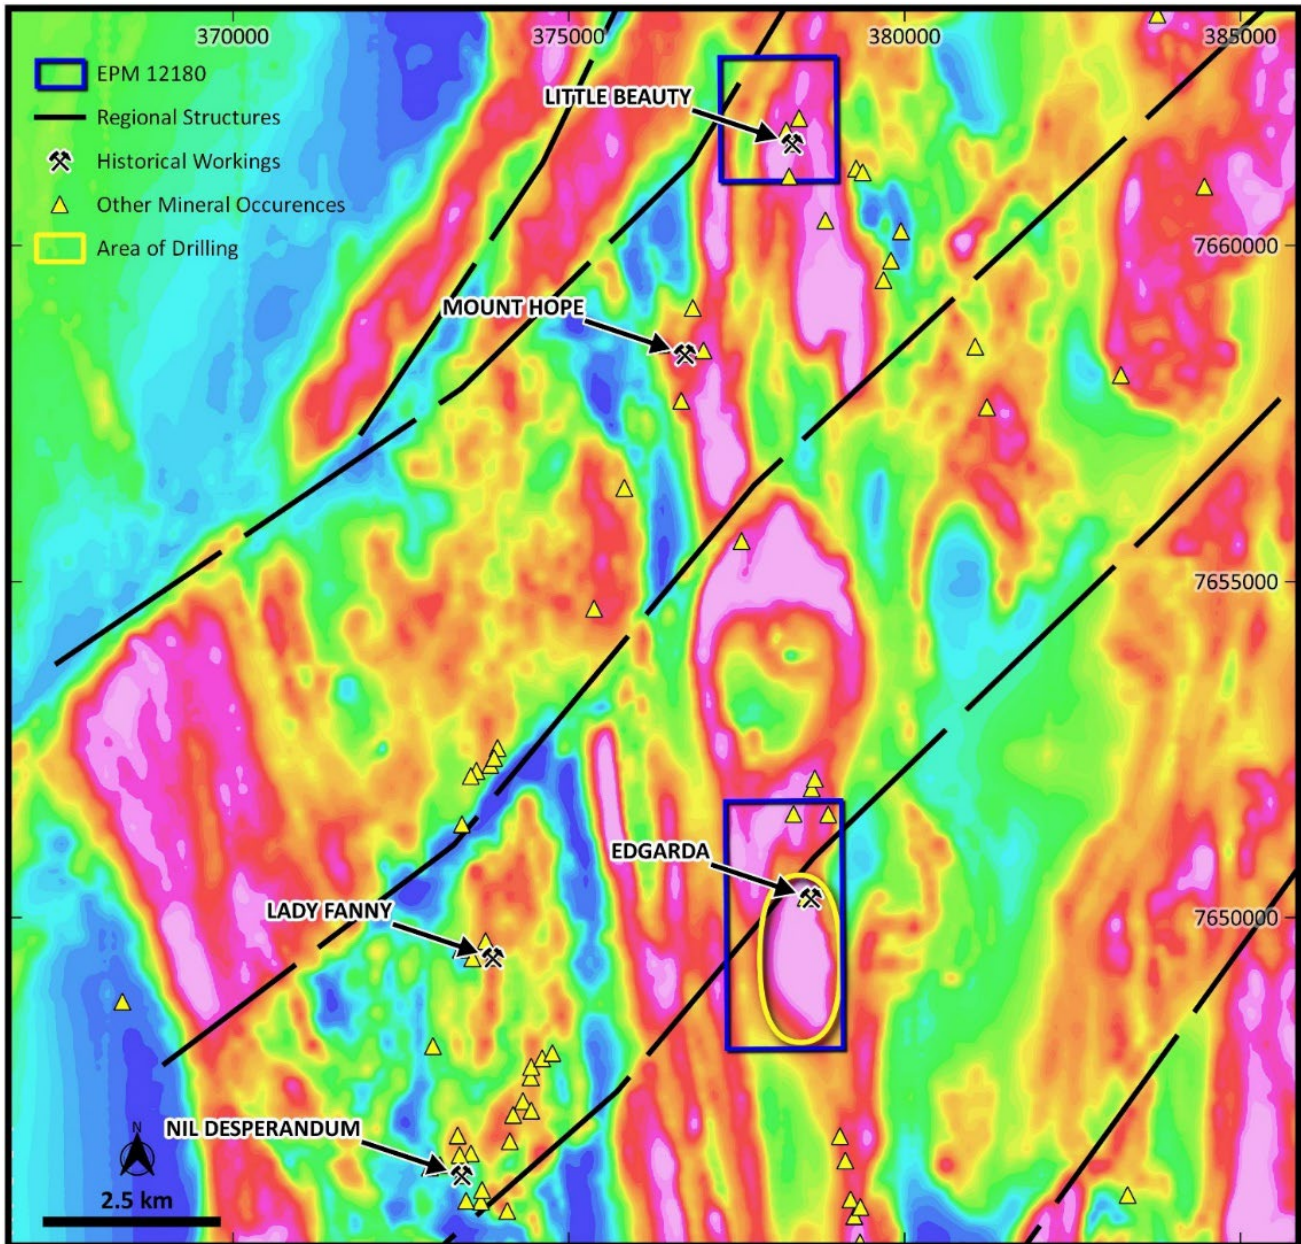 370000
375000
380000
385000
EPM 12180
Regional Structures
Historical Workings
Other Mineral Occurences
Area of Drilling
LITTLE BEAUTY
7660000
MOUNT HOPE
7655000
EDGARDA
LADY FANNY
7650000
NIL DESPERANDUM
N
2.5 km